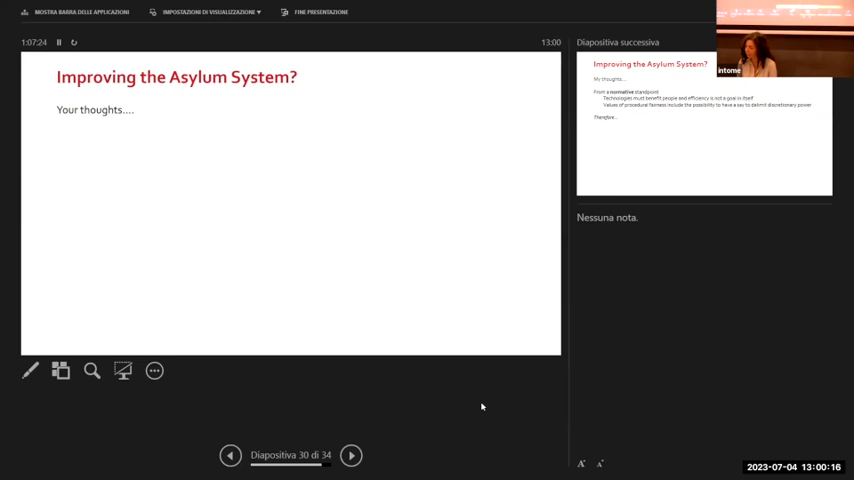 MOSTRA BARRA DELLE APPLICAZIONI
IMPOSTAZIONI DI VISUALIZZAZIONE ▼
FINE PRESENTAZIONE
1:07:24
13:00
Diapositiva successiva
Improving the Asylum System?
Your thoughts....
Improving the Asylum System?
My thoughts...
From a normative standpoint
Technologies must benefit people and efficiency is not a goal in itself
Values of procedural fairness include the possibility to have a say to delimit discretionary power
Therefore...
intome
Nessuna nota.
Diapositiva 30 di 34
A A
2023-07-04 13:00:16